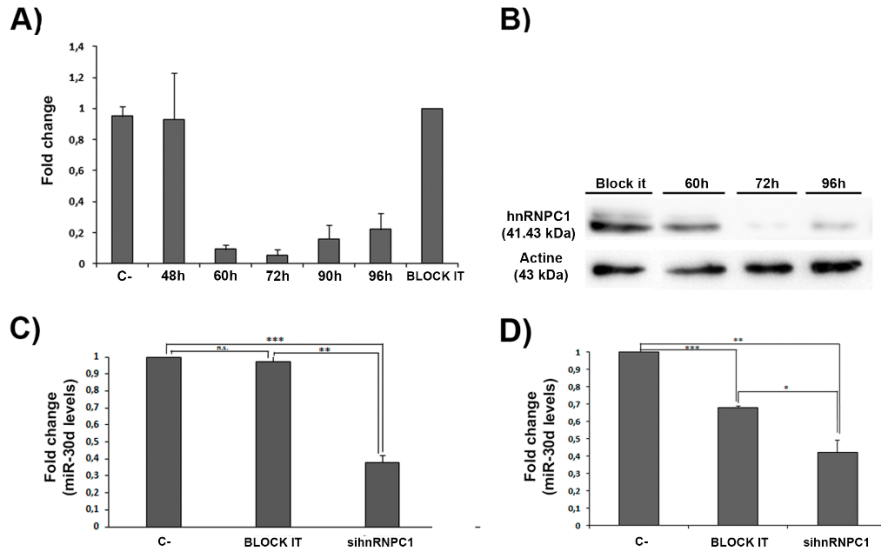 A)
Fold change
1,4
1,2
1
0,8
0,6
0,4
0,2
0
C-
48h
60h
72h
90h
96h
BLOCK IT
B)
Block it
60h
72h
96h
hnRNPC1
(41.43 kDa)
Actine
(43 kDa)
C)
Fold change
(miR-30d levels)
1
0,9
0,8
0,7
0,6
0,5
0,4
0,3
0,2
0,1
0
***
n.s.
**
C-
BLOCK IT
sihnRNPC1
D)
Fold change
(miR-30d levels)
1
0,9
0,8
0,7
0,6
0,5
0,4
0,3
0,2
0,1
0
**
***
*
C-
BLOCK IT
sihnRNPC1